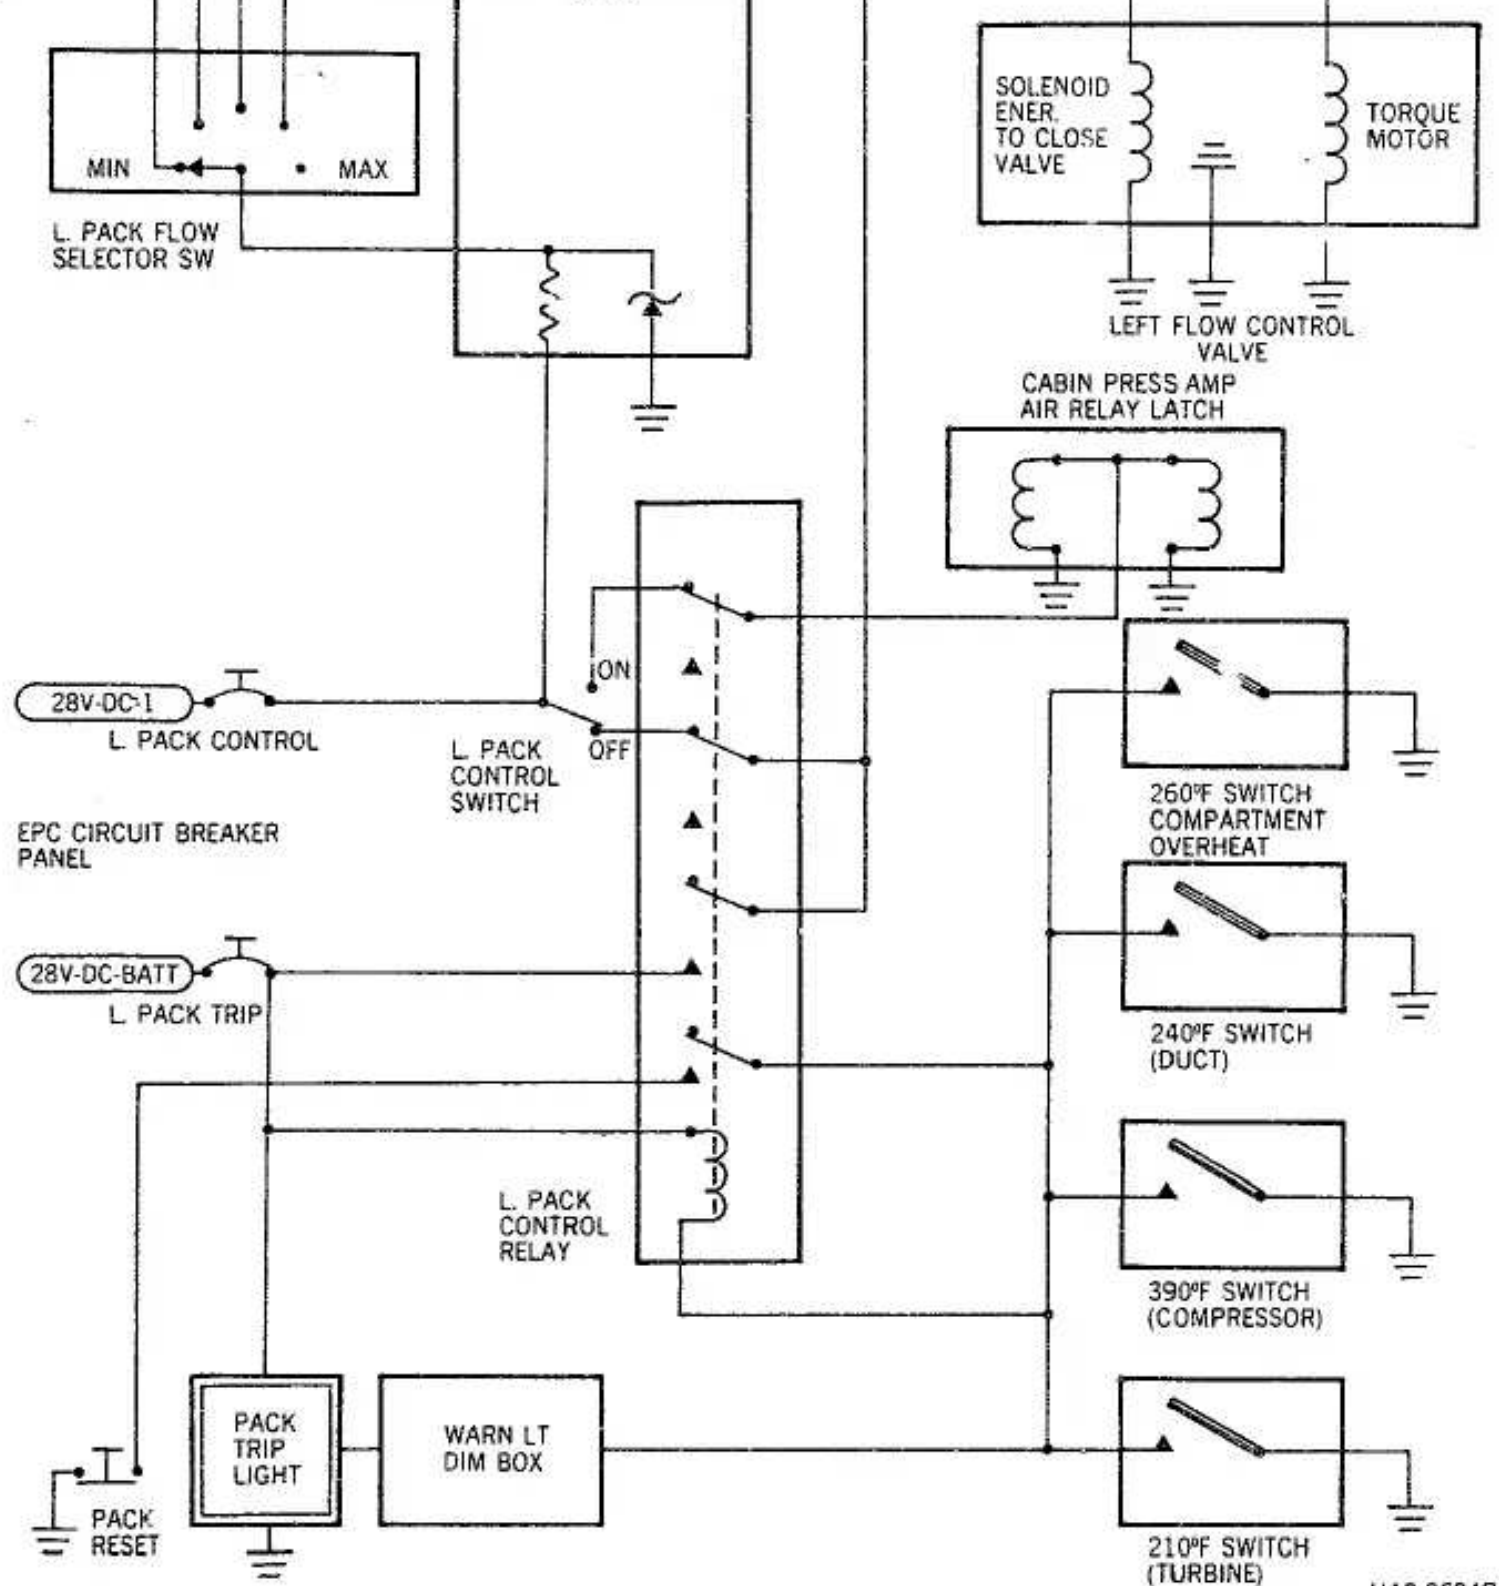 MIN
MAX
L. PACK FLOW
SELECTOR SW
SOLENOID
ENER.
TO CLOSE
VALVE
TORQUE
MOTOR
LEFT FLOW CONTROL
VALVE
CABIN PRESS AMP
AIR RELAY LATCH
28V-DC-1
L. PACK CONTROL
ON
OFF
L. PACK
CONTROL
SWITCH
EPC CIRCUIT BREAKER
PANEL
260°F SWITCH
COMPARTMENT
OVERHEAT
28V-DC-BATT
L. PACK TRIP
240°F SWITCH
(DUCT)
L. PACK
CONTROL
RELAY
390°F SWITCH
(COMPRESSOR)
PACK
TRIP
LIGHT
WARN LT
DIM BOX
PACK
RESET
210°F SWITCH
(TURBINE)